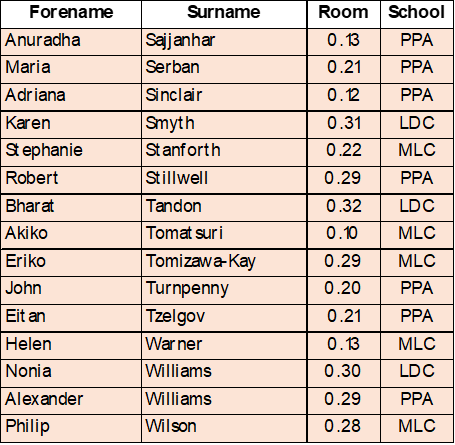 Forename Surname Room School
Anuradha Sajjanhar 0.13 PPA
Maria Serban 0.21 PPA
Adriana Sinclair 0.12 PPA
Karen Smyth 0.31 LDC
Stephanie Stanforth 0.22 MLC
Robert Stillwell 0.29 PPA
Bharat Tandon 0.32 LDC
Akiko Tomatsuri 0.10 MLC
Eriko Tomizawa-Kay 0.29 MLC
John Turnpenny 0.20 PPA
Eitan Tzelgov 0.21 PPA
Helen Warner 0.13 MLC
Nonia Williams 0.30 LDC
Alexander Williams 0.29 PPA
Philip Wilson 0.28 MLC